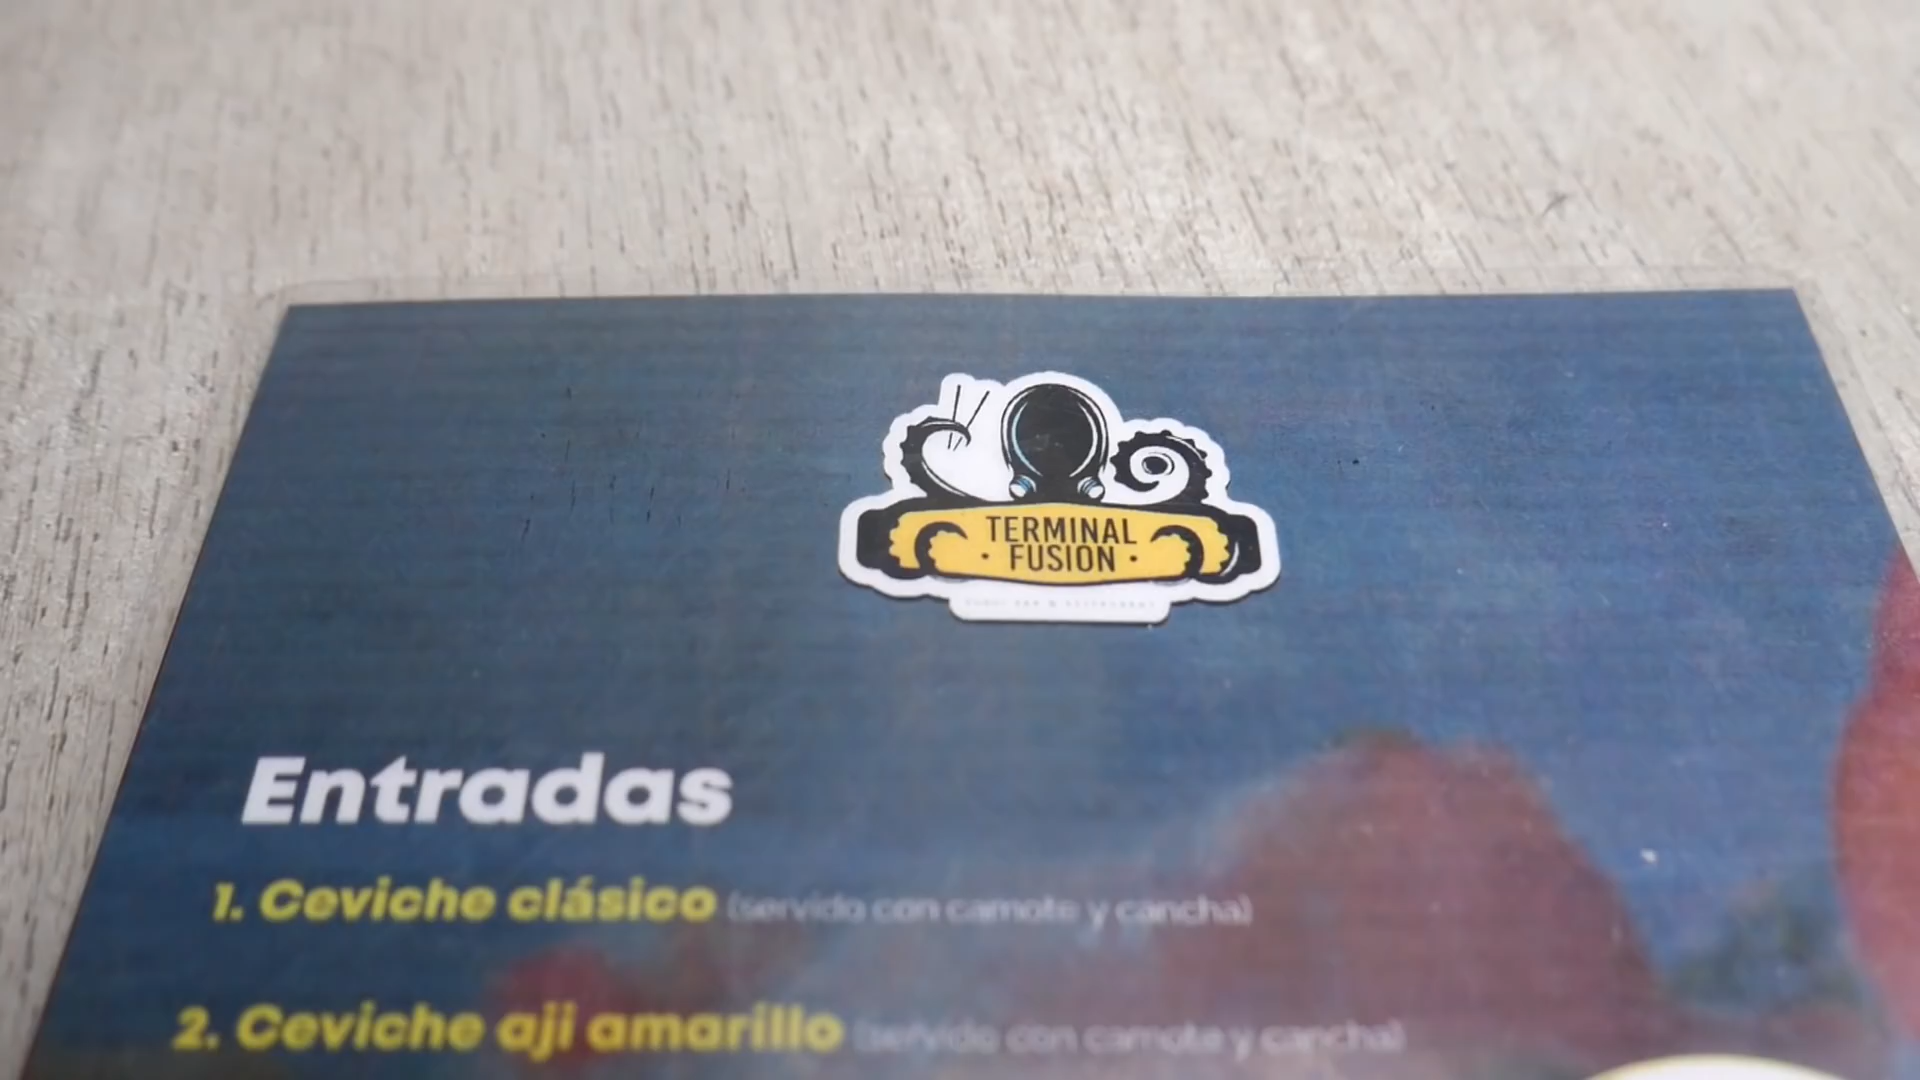 TERMINAL
· FUSION ·
Entradas
1. Ceviche clásico (servido con camote y cancha)
2. Ceviche aji amarillo (servido con camote y cancha)